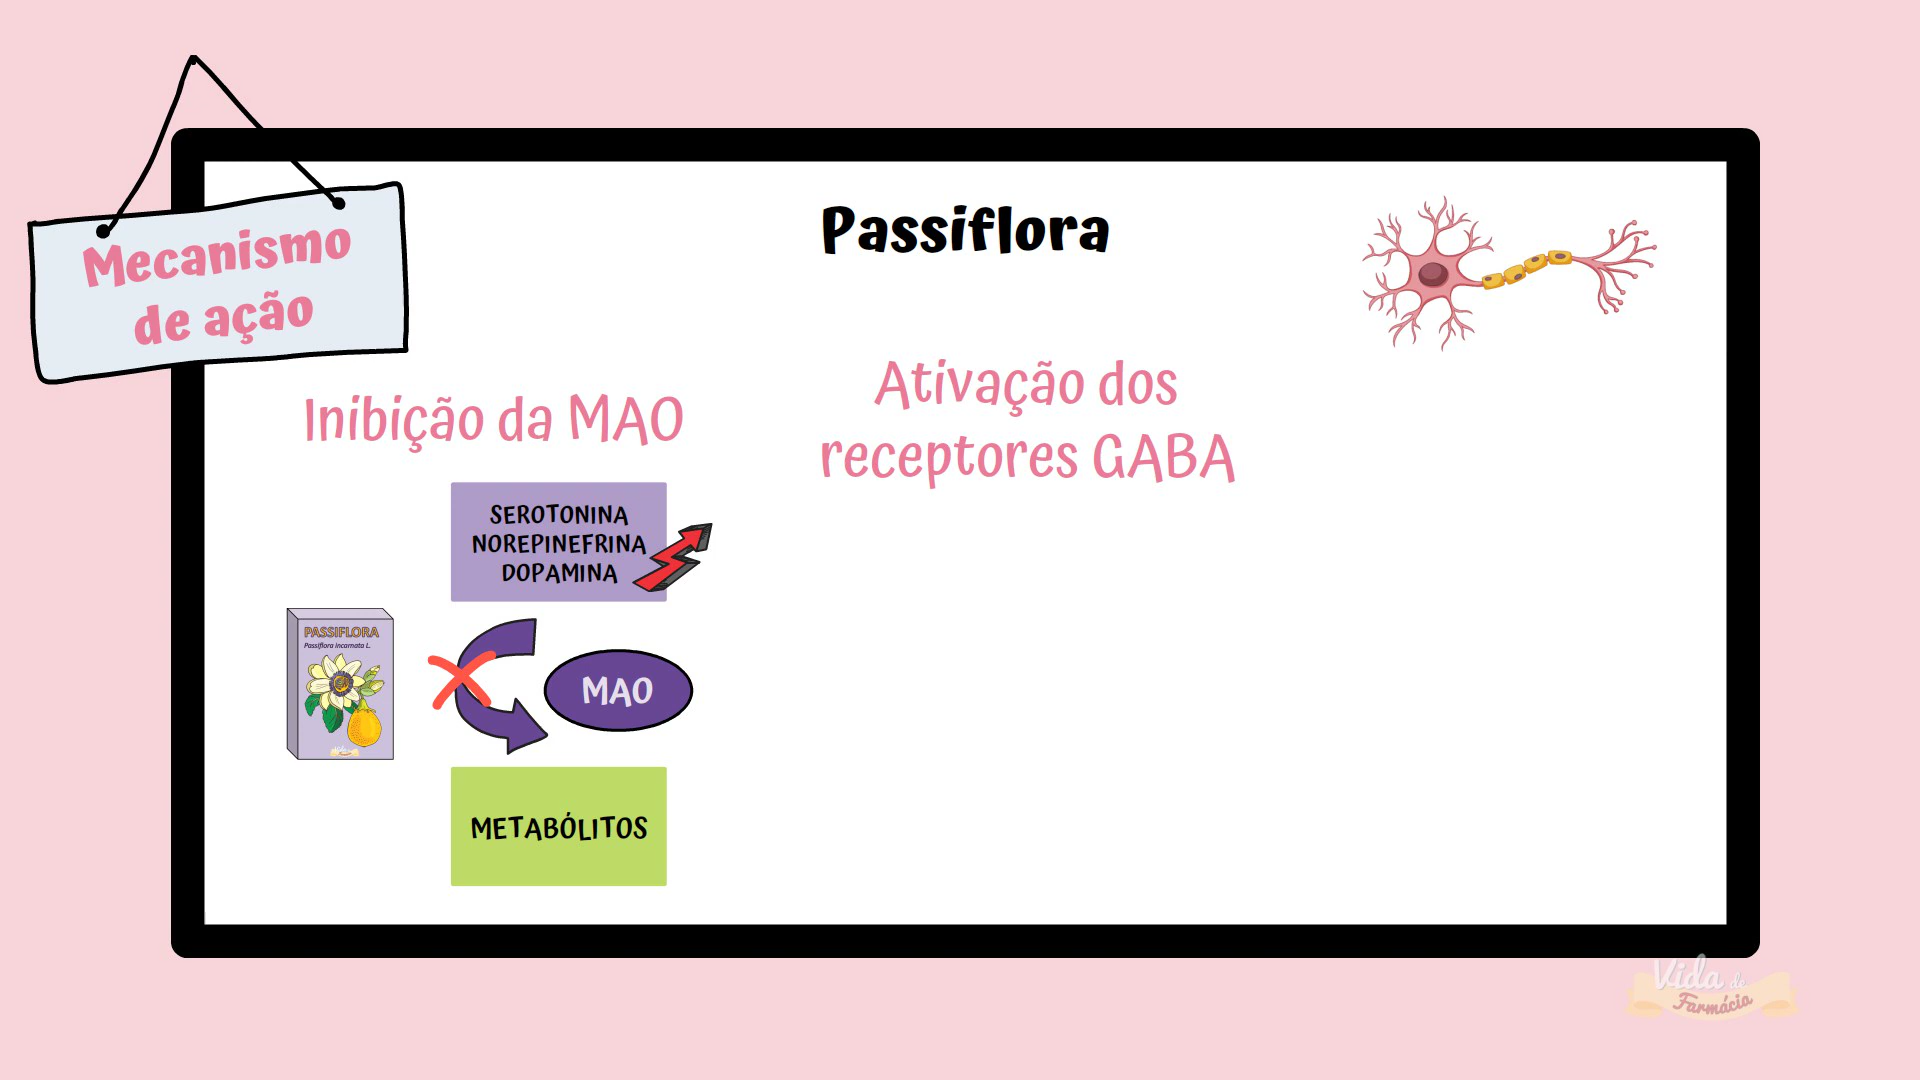 Mecanismo
de ação
Passiflora
Inibição da MAO
Ativação dos
receptores GABA
SEROTONINA
NOREPINEFRINA
DOPAMINA
PASSIFLORA
Passiflora incarnata L.
MAO
METABÓLITOS
Vida de
Farmácia